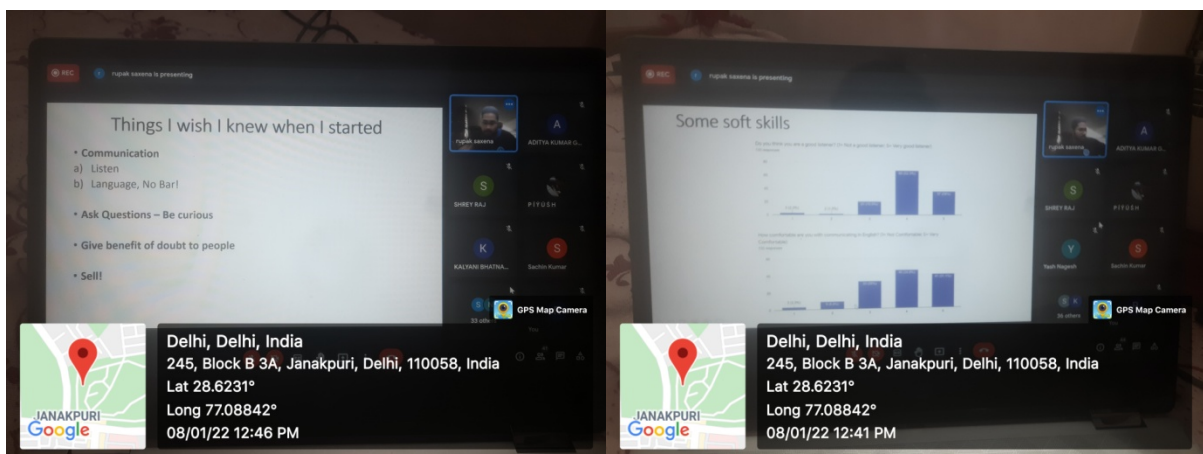 REC
rupak saxena is presenting
Things I wish I knew when I started
• Communication
a) Listen
b) Language, No Bar!
• Ask Questions – Be curious
• Give benefit of doubt to people
• Sell!
rupak saxena
A
ADITYA KUMAR G...
S
SHREY RAJ
PIYUSH
K
KALYANI BHATNA...
S
Sachin Kumar
S
33 others
You
GPS Map Camera
Delhi, Delhi, India
245, Block B 3A, Janakpuri, Delhi, 110058, India
Lat 28.6231°
Long 77.08842°
08/01/22 12:46 PM
JANAKPURI
Google
REC
rupak saxena is presenting
Some soft skills
rupak saxena
A
ADITYA KUMAR G...
S
SHREY RAJ
PIYUSH
Y
Yash Nagesh
S
Sachin Kumar
S K
36 others
You
GPS Map Camera
Delhi, Delhi, India
245, Block B 3A, Janakpuri, Delhi, 110058, India
Lat 28.6231°
Long 77.08842°
08/01/22 12:41 PM
JANAKPURI
Google